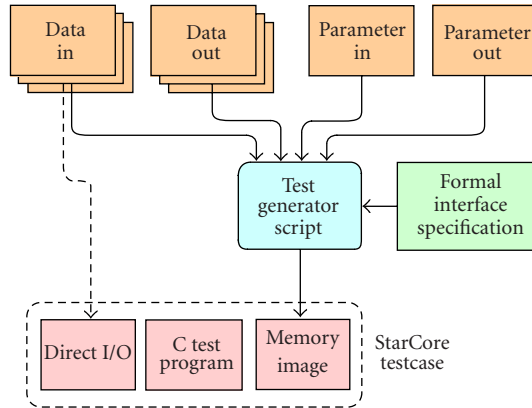 Data
in
Data
out
Parameter
in
Parameter
out
Test
generator
script
Formal
interface
specification
Direct I/O
C test
program
Memory
image
StarCore
testcase